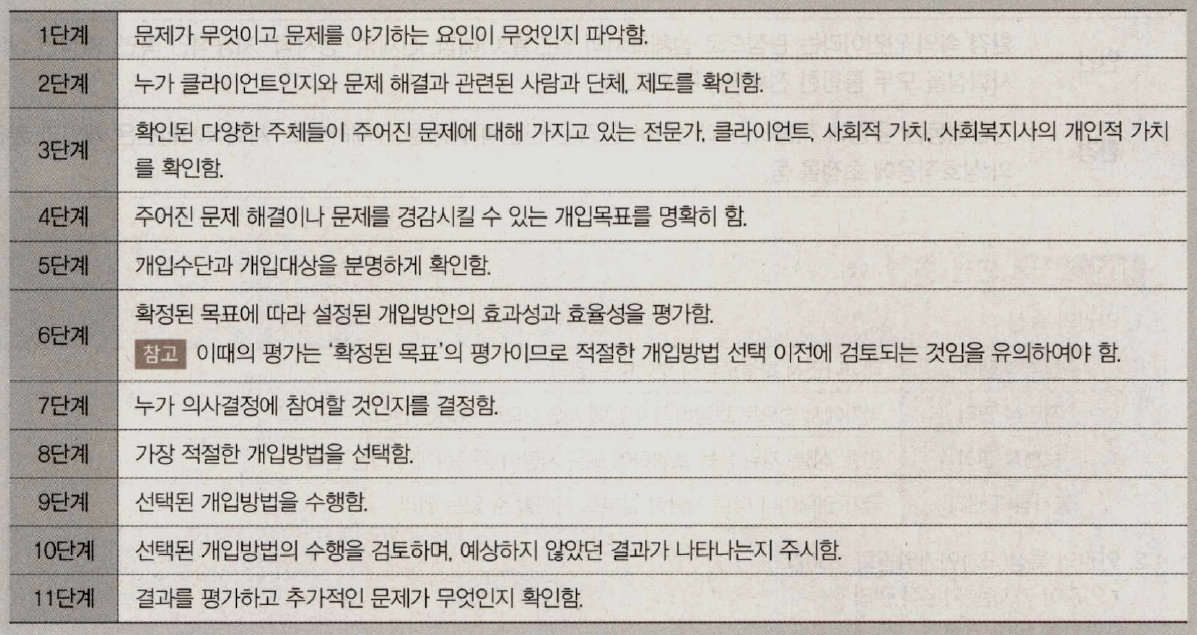 1단계 문제가 무엇이고 문제를 야기하는 요인이 무엇인지 파악함.
2단계 누가 클라이언트인지와 문제 해결과 관련된 사람과 단체, 제도를 확인함.
3단계 확인된 다양한 주체들이 주어진 문제에 대해 가지고 있는 전문가, 클라이언트, 사회적 가치, 사회복지사의 개인적 가치
를 확인함.
4단계 주어진 문제 해결이나 문제를 경감시킬 수 있는 개입목표를 명확히 함.
5단계 개입수단과 개입대상을 분명하게 확인함.
6단계 확정된 목표에 따라 설정된 개입방안의 효과성과 효율성을 평가함.
참고 이때의 평가는 '확정된 목표'의 평가이므로 적절한 개입방법 선택 이전에 검토되는 것임을 유의하여야 함.
7단계 누가 의사결정에 참여할 것인지를 결정함.
8단계 가장 적절한 개입방법을 선택함.
9단계 선택된 개입방법을 수행함.
10단계 선택된 개입방법의 수행을 검토하며, 예상하지 않았던 결과가 나타나는지 주시함.
11단계 결과를 평가하고 추가적인 문제가 무엇인지 확인함.